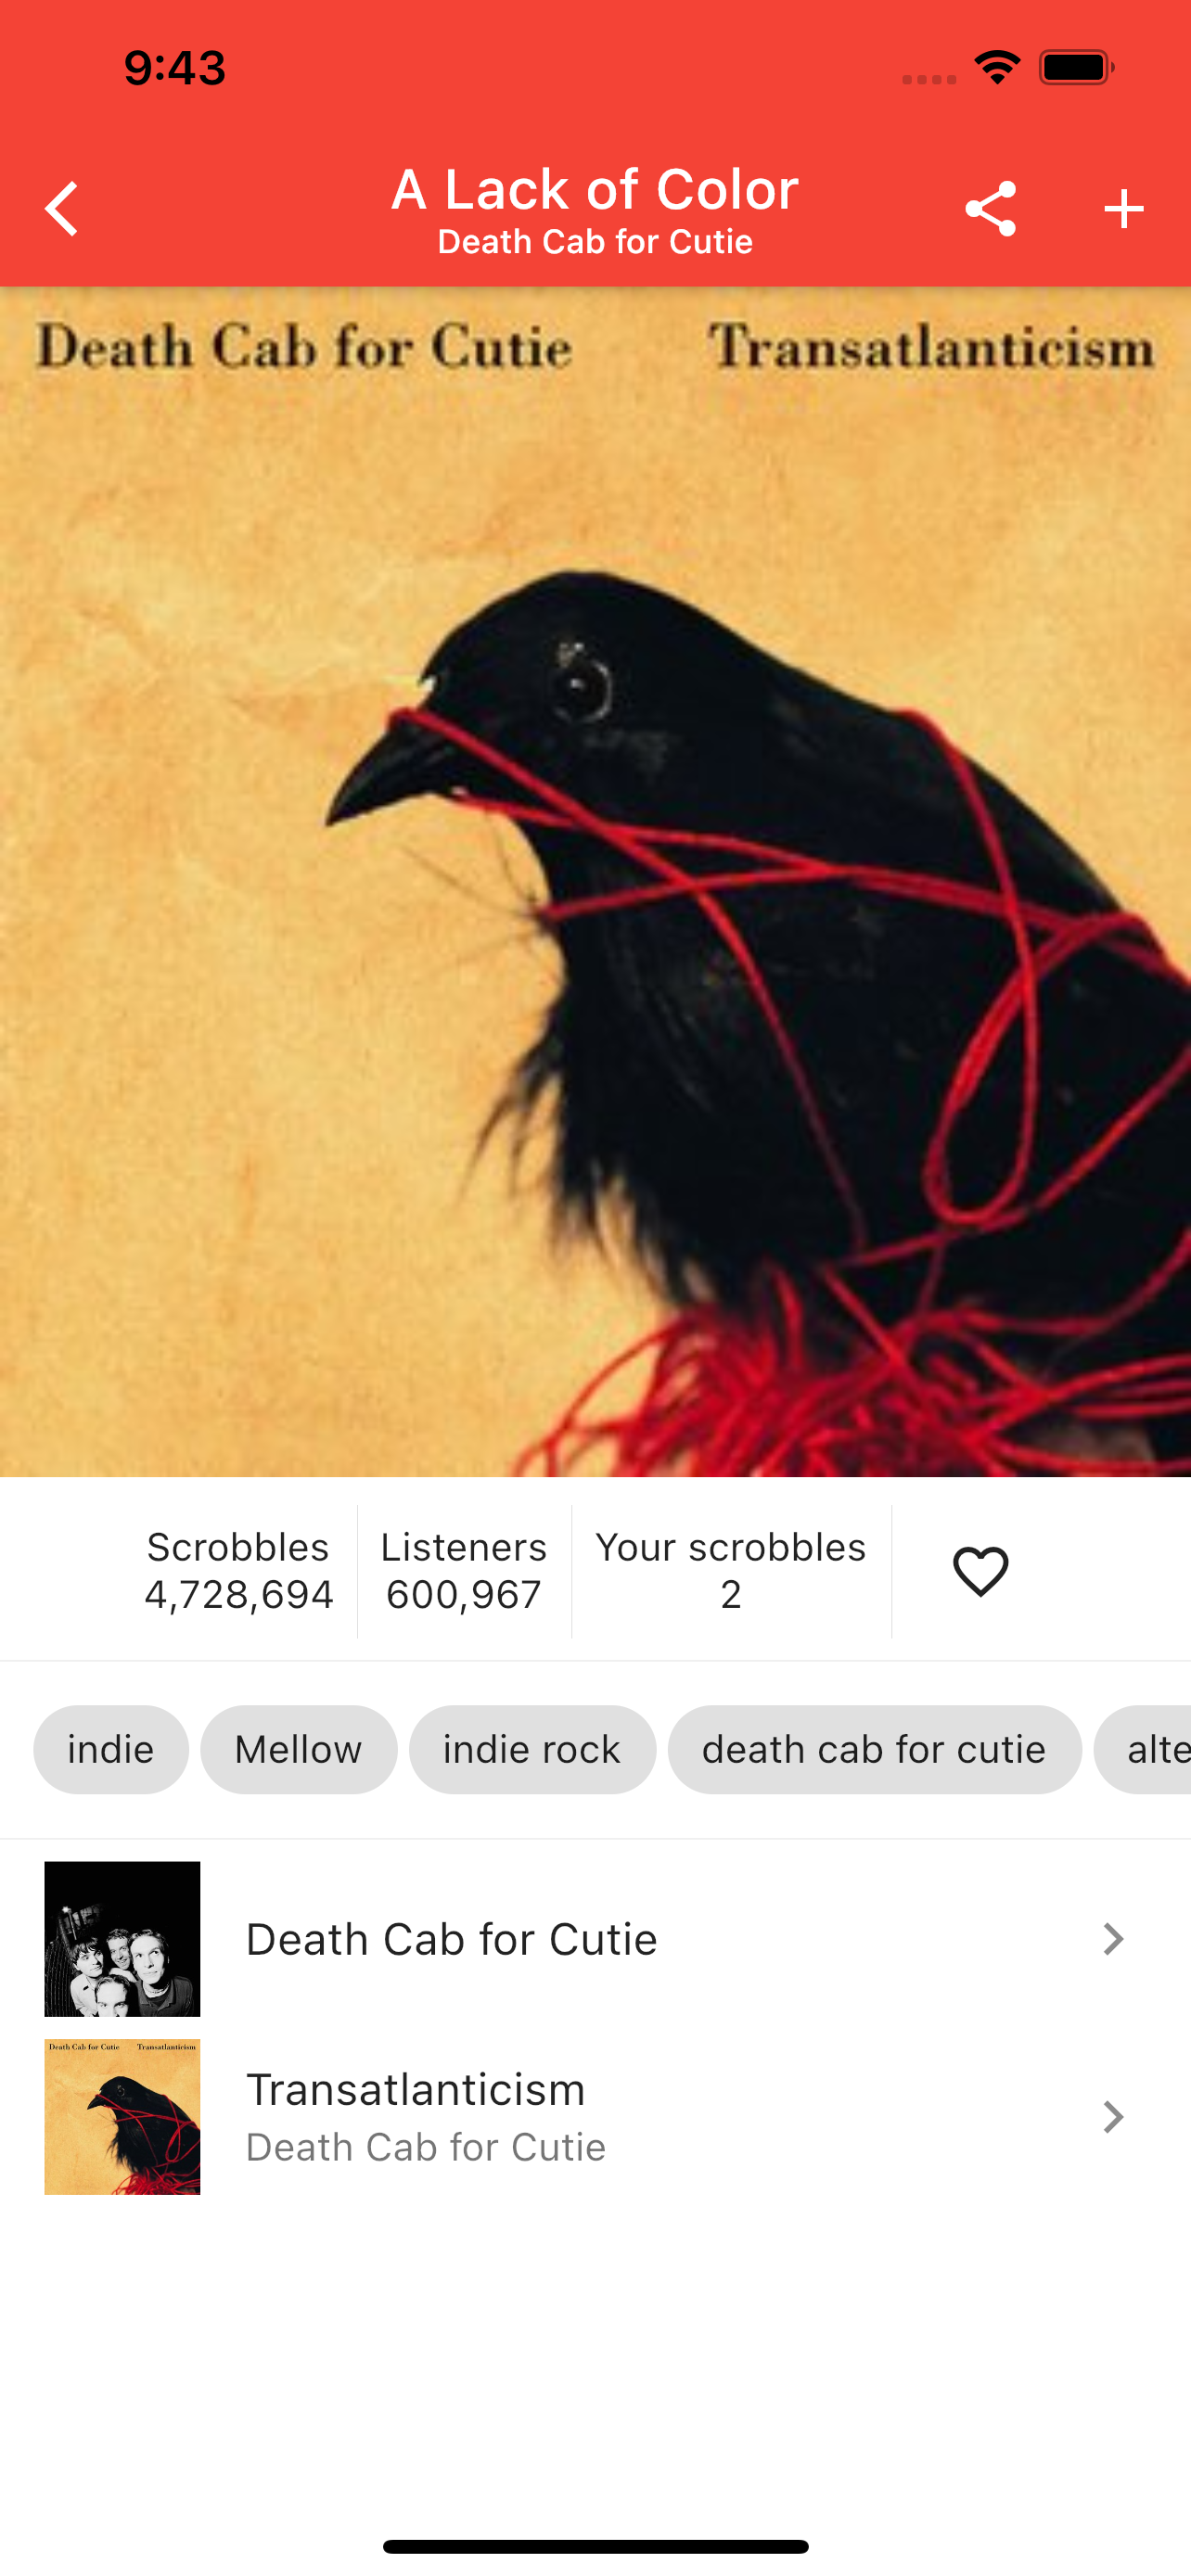 9:43
A Lack of Color
Death Cab for Cutie
Death Cab for Cutie Transatlanticism
Scrobbles Listeners Your scrobbles
4,728,694 600,967 2
indie Mellow indie rock death cab for cutie alte
Death Cab for Cutie
Death Cab for Cutie Transatlanticism
Transatlanticism
Death Cab for Cutie